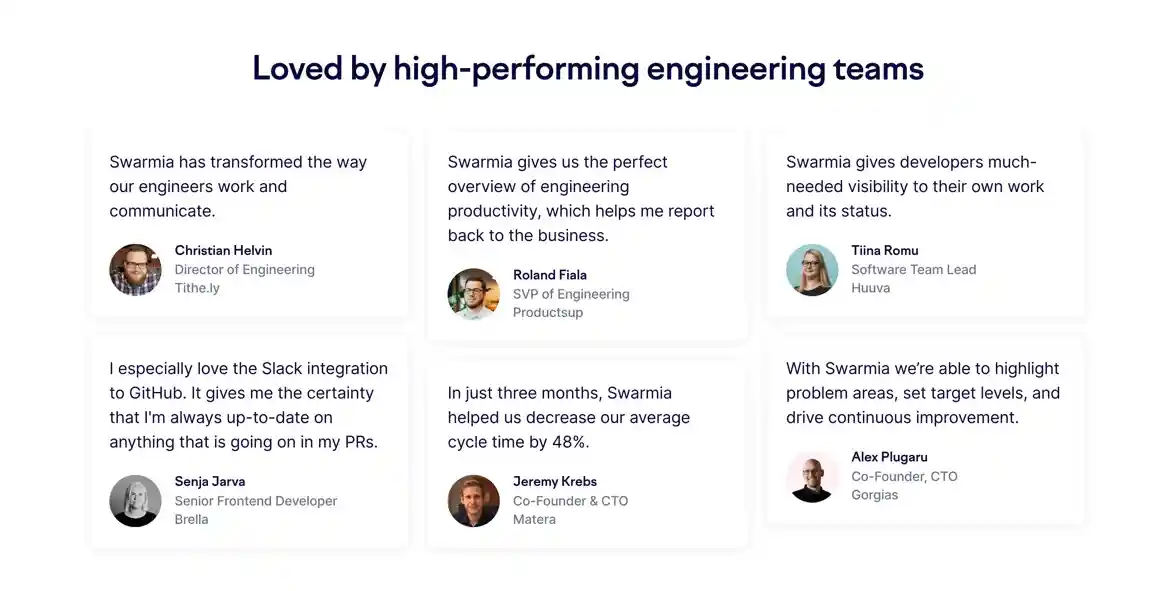 Loved by high-performing engineering teams
Swarmia has transformed the way
our engineers work and
communicate.
Christian Helvin
Director of Engineering
Tithe.ly
I especially love the Slack integration
to GitHub. It gives me the certainty
that I'm always up-to-date on
anything that is going on in my PRs.
Senja Jarva
Senior Frontend Developer
Brella
Swarmia gives us the perfect
overview of engineering
productivity, which helps me report
back to the business.
Roland Fiala
SVP of Engineering
Productsup
In just three months, Swarmia
helped us decrease our average
cycle time by 48%.
Jeremy Krebs
Co-Founder & CTO
Matera
Swarmia gives developers much-
needed visibility to their own work
and its status.
Tiina Romu
Software Team Lead
Huuva
With Swarmia we’re able to highlight
problem areas, set target levels, and
drive continuous improvement.
Alex Plugaru
Co-Founder, CTO
Gorgias